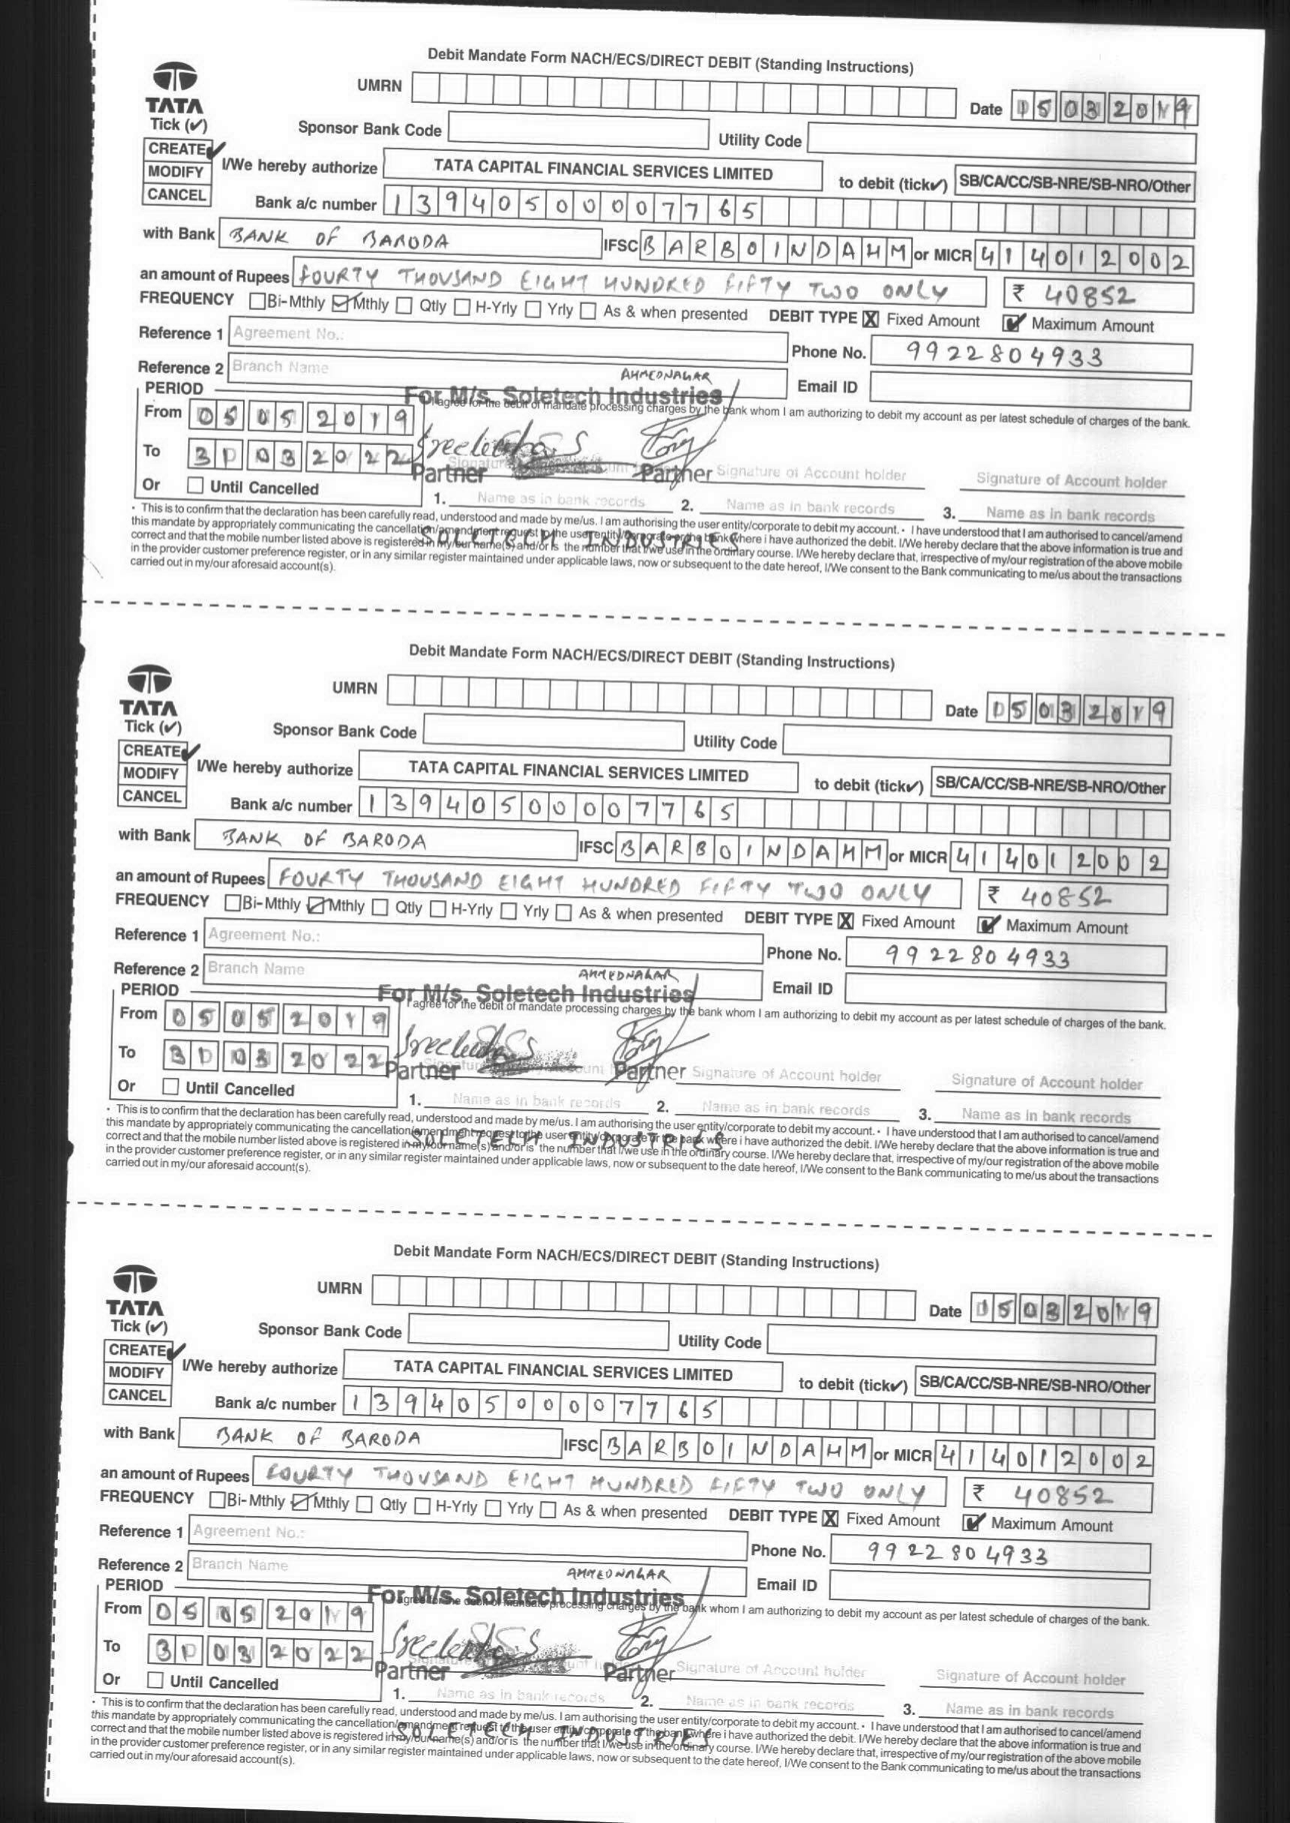 Debit Mandate Form NACH/ECS/DIRECT DEBIT (Standing Instructions)
TATA
UMRN
Date 15032019
Tick (✓)
Sponsor Bank Code
Utility Code
CREATE ✓
MODIFY
CANCEL
I/We hereby authorize TATA CAPITAL FINANCIAL SERVICES LIMITED to debit (tick✓) SB/CA/CC/SB-NRE/SB-NRO/Other
Bank a/c number 13940500007765
with Bank BANK OF BARODA IFSC BARB0INDAHM or MICR 414012002
an amount of Rupees FOURTY THOUSAND EIGHT HUNDRED FIFTY TWO ONLY ₹ 40852
FREQUENCY Bi-Mthly ✓ Mthly Qtly H-Yrly Yrly As & when presented DEBIT TYPE X Fixed Amount ✓ Maximum Amount
Reference 1 Agreement No.: Phone No. 9922804933
Reference 2 Branch Name AHMEDNAGAR Email ID
PERIOD
For M/s. Soletech Industries
I agree for the debit of mandate processing charges by the bank whom I am authorizing to debit my account as per latest schedule of charges of the bank.
From 05052019
To 31032022
Partner Partner Signature of Account holder Signature of Account holder
Or Until Cancelled
1. Name as in bank records 2. Name as in bank records 3. Name as in bank records
SOLETECH INDUSTRIES
• This is to confirm that the declaration has been carefully read, understood and made by me/us. I am authorising the user entity/corporate to debit my account. • I have understood that I am authorised to cancel/amend
this mandate by appropriately communicating the cancellation/amendment request to the user entity/corporate or the bank where i have authorized the debit. I/We hereby declare that the above information is true and
correct and that the mobile number listed above is registered in my/our name(s) and/or is the number that I/we use in the ordinary course. I/We hereby declare that, irrespective of my/our registration of the above mobile
in the provider customer preference register, or in any similar register maintained under applicable laws, now or subsequent to the date hereof, I/We consent to the Bank communicating to me/us about the transactions
carried out in my/our aforesaid account(s).
Debit Mandate Form NACH/ECS/DIRECT DEBIT (Standing Instructions)
TATA
UMRN
Date 15032019
Tick (✓)
Sponsor Bank Code
Utility Code
CREATE ✓
MODIFY
CANCEL
I/We hereby authorize TATA CAPITAL FINANCIAL SERVICES LIMITED to debit (tick✓) SB/CA/CC/SB-NRE/SB-NRO/Other
Bank a/c number 13940500007765
with Bank BANK OF BARODA IFSC BARB0INDAHM or MICR 414012002
an amount of Rupees FOURTY THOUSAND EIGHT HUNDRED FIFTY TWO ONLY ₹ 40852
FREQUENCY Bi-Mthly ✓ Mthly Qtly H-Yrly Yrly As & when presented DEBIT TYPE X Fixed Amount ✓ Maximum Amount
Reference 1 Agreement No.: Phone No. 9922804933
Reference 2 Branch Name AHMEDNAGAR Email ID
PERIOD
For M/s. Soletech Industries
I agree for the debit of mandate processing charges by the bank whom I am authorizing to debit my account as per latest schedule of charges of the bank.
From 05052019
To 31032022
Partner Partner Signature of Account holder Signature of Account holder
Or Until Cancelled
1. Name as in bank records 2. Name as in bank records 3. Name as in bank records
SOLETECH INDUSTRIES
• This is to confirm that the declaration has been carefully read, understood and made by me/us. I am authorising the user entity/corporate to debit my account. • I have understood that I am authorised to cancel/amend
this mandate by appropriately communicating the cancellation/amendment request to the user entity/corporate or the bank where i have authorized the debit. I/We hereby declare that the above information is true and
correct and that the mobile number listed above is registered in my/our name(s) and/or is the number that I/we use in the ordinary course. I/We hereby declare that, irrespective of my/our registration of the above mobile
in the provider customer preference register, or in any similar register maintained under applicable laws, now or subsequent to the date hereof, I/We consent to the Bank communicating to me/us about the transactions
carried out in my/our aforesaid account(s).
Debit Mandate Form NACH/ECS/DIRECT DEBIT (Standing Instructions)
TATA
UMRN
Date 15032019
Tick (✓)
Sponsor Bank Code
Utility Code
CREATE ✓
MODIFY
CANCEL
I/We hereby authorize TATA CAPITAL FINANCIAL SERVICES LIMITED to debit (tick✓) SB/CA/CC/SB-NRE/SB-NRO/Other
Bank a/c number 13940500007765
with Bank BANK OF BARODA IFSC BARB0INDAHM or MICR 414012002
an amount of Rupees FOURTY THOUSAND EIGHT HUNDRED FIFTY TWO ONLY ₹ 40852
FREQUENCY Bi-Mthly ✓ Mthly Qtly H-Yrly Yrly As & when presented DEBIT TYPE X Fixed Amount ✓ Maximum Amount
Reference 1 Agreement No.: Phone No. 9922804933
Reference 2 Branch Name AHMEDNAGAR Email ID
PERIOD
For M/s. Soletech Industries
I agree for the debit of mandate processing charges by the bank whom I am authorizing to debit my account as per latest schedule of charges of the bank.
From 05052019
To 31032022
Partner Partner Signature of Account holder Signature of Account holder
Or Until Cancelled
1. Name as in bank records 2. Name as in bank records 3. Name as in bank records
SOLETECH INDUSTRIES
• This is to confirm that the declaration has been carefully read, understood and made by me/us. I am authorising the user entity/corporate to debit my account. • I have understood that I am authorised to cancel/amend
this mandate by appropriately communicating the cancellation/amendment request to the user entity/corporate or the bank where i have authorized the debit. I/We hereby declare that the above information is true and
correct and that the mobile number listed above is registered in my/our name(s) and/or is the number that I/we use in the ordinary course. I/We hereby declare that, irrespective of my/our registration of the above mobile
in the provider customer preference register, or in any similar register maintained under applicable laws, now or subsequent to the date hereof, I/We consent to the Bank communicating to me/us about the transactions
carried out in my/our aforesaid account(s).